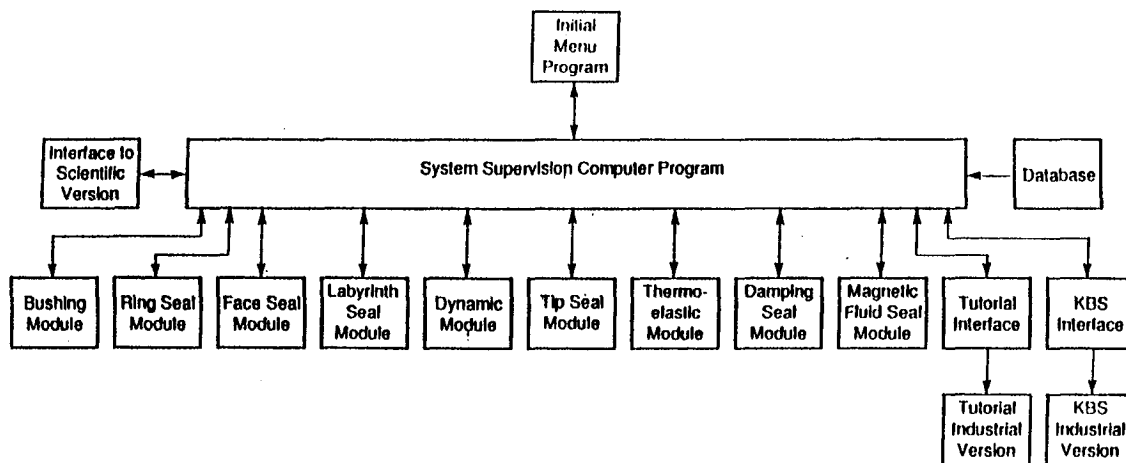 Initial
Menu
Program
Interface to
Scientific
Version
System Supervision Computer Program
Database
Bushing
Module
Ring Seal
Module
Face Seal
Module
Labyrinth
Seal
Module
Dynamic
Module
Tip Seal
Module
Thermo-
elastic
Module
Damping
Seal
Module
Magnetic
Fluid Seal
Module
Tutorial
Interface
KBS
Interface
Tutorial
Industrial
Version
KBS
Industrial
Version